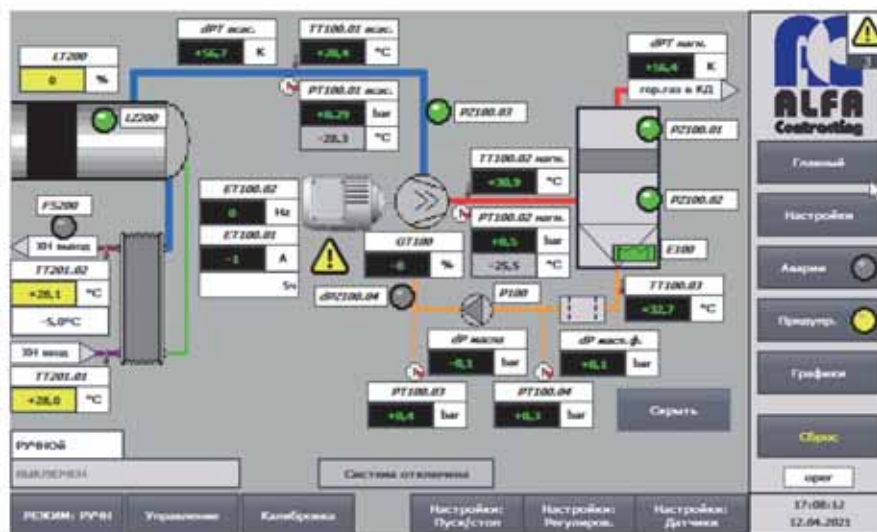 dPT всас.
+56,7 K
TT100.01 всас.
+28,4 °C
dPT нагн.
+56,4 K
гор.газ в КД
LT200
0 %
LZ200
PT100.01 всас.
+0,29 bar
-28,3 °C
PZ100.03
PZ100.01
PZ100.02
TT100.02 нагн.
+30,9 °C
ET100.02
0 Hz
ET100.01
-1 A
FS200
ХН выход
GT100
-0 %
PT100.02 нагн.
+0,5 bar
-25,5 °C
E100
TT201.02
+28,1 °C
-5,0°C
dPZ100.04
P100
TT100.03
+32,7 °C
ХН вход
dP масла
-0,1 bar
dP масл.ф.
+0,1 bar
TT201.01
+28,0 °C
PT100.03
+0,4 bar
PT100.04
+0,3 bar
Скрыть
РУЧНОЙ
ВЫКЛЮЧЕН
Система отключена
РЕЖИМ: РУЧН
Управление
Калибровка
Настройки:
Пуск/стоп
Настройки:
Регулиров.
Настройки:
Датчики
ALFA
Contracting
Главный
Настройки
Аварии
Предупр.
Графики
Сброс
oper
17:08:12
12.04.2021